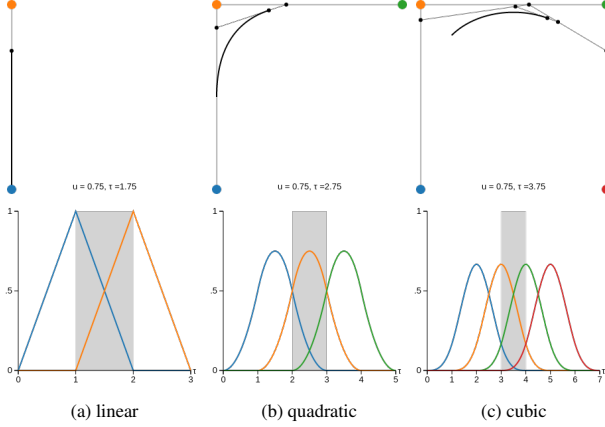 u = 0.75, τ =1.75
u = 0.75, τ =2.75
u = 0.75, τ =3.75
1
.5
0
0 1 2 3 τ
1
.5
0
0 1 2 3 4 5 τ
1
.5
0
0 1 2 3 4 5 6 7 τ
(a) linear
(b) quadratic
(c) cubic